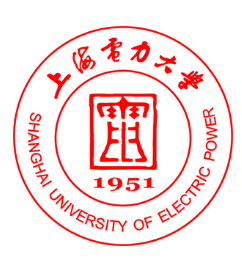 上海電力大學
1951
SHANGHAI UNIVERSITY OF ELECTRIC POWER